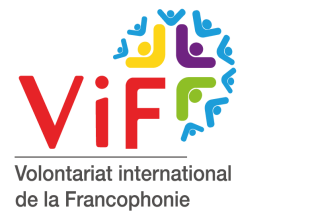 ViF
Volontariat international
de la Francophonie